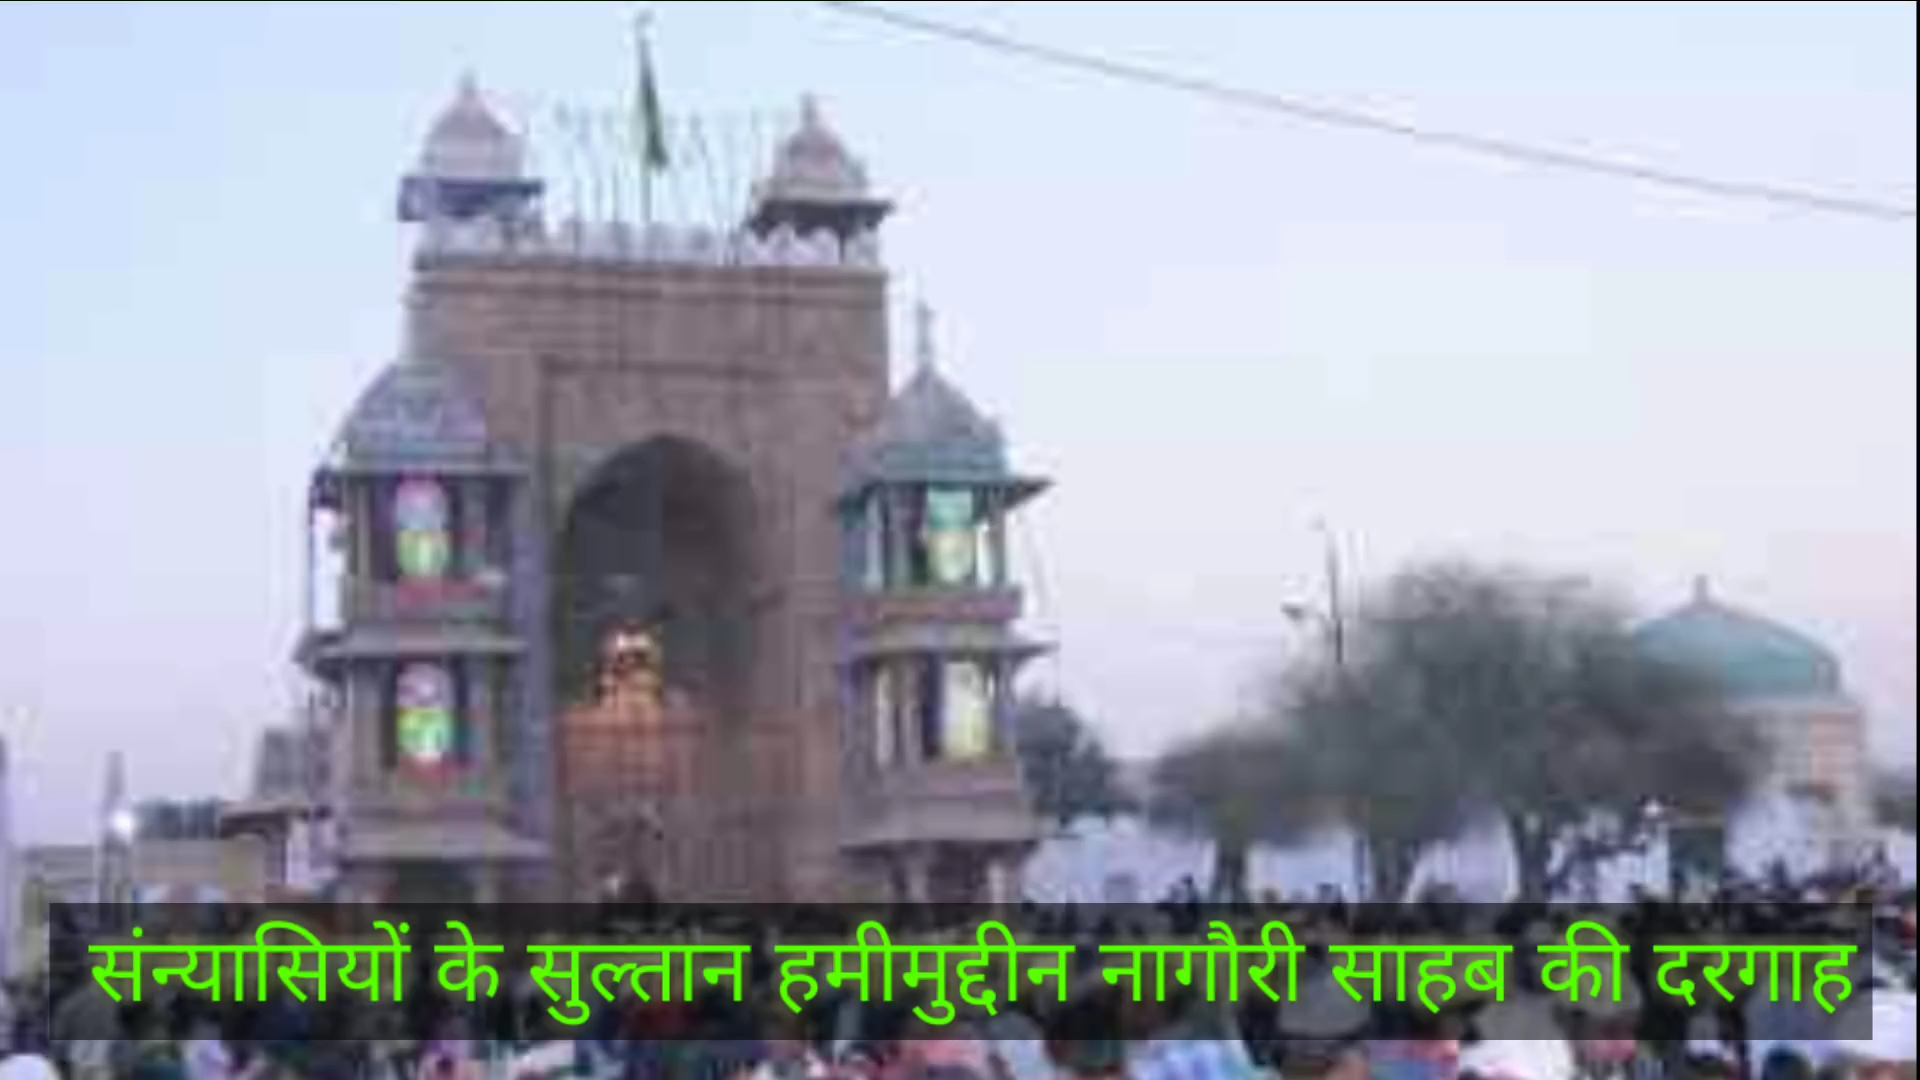 संन्यासियों के सुल्तान हमीमुद्दीन नागौरी साहब की दरगाह